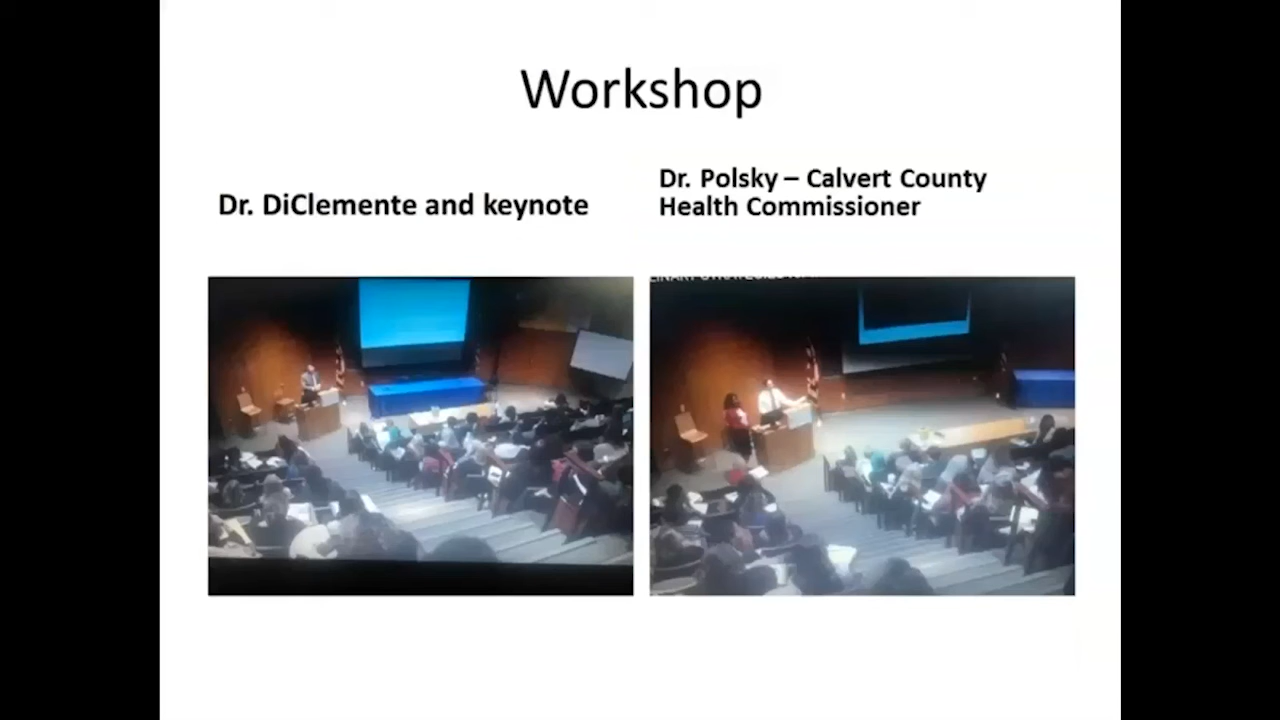 Workshop
Dr. DiClemente and keynote
Dr. Polsky – Calvert County
Health Commissioner